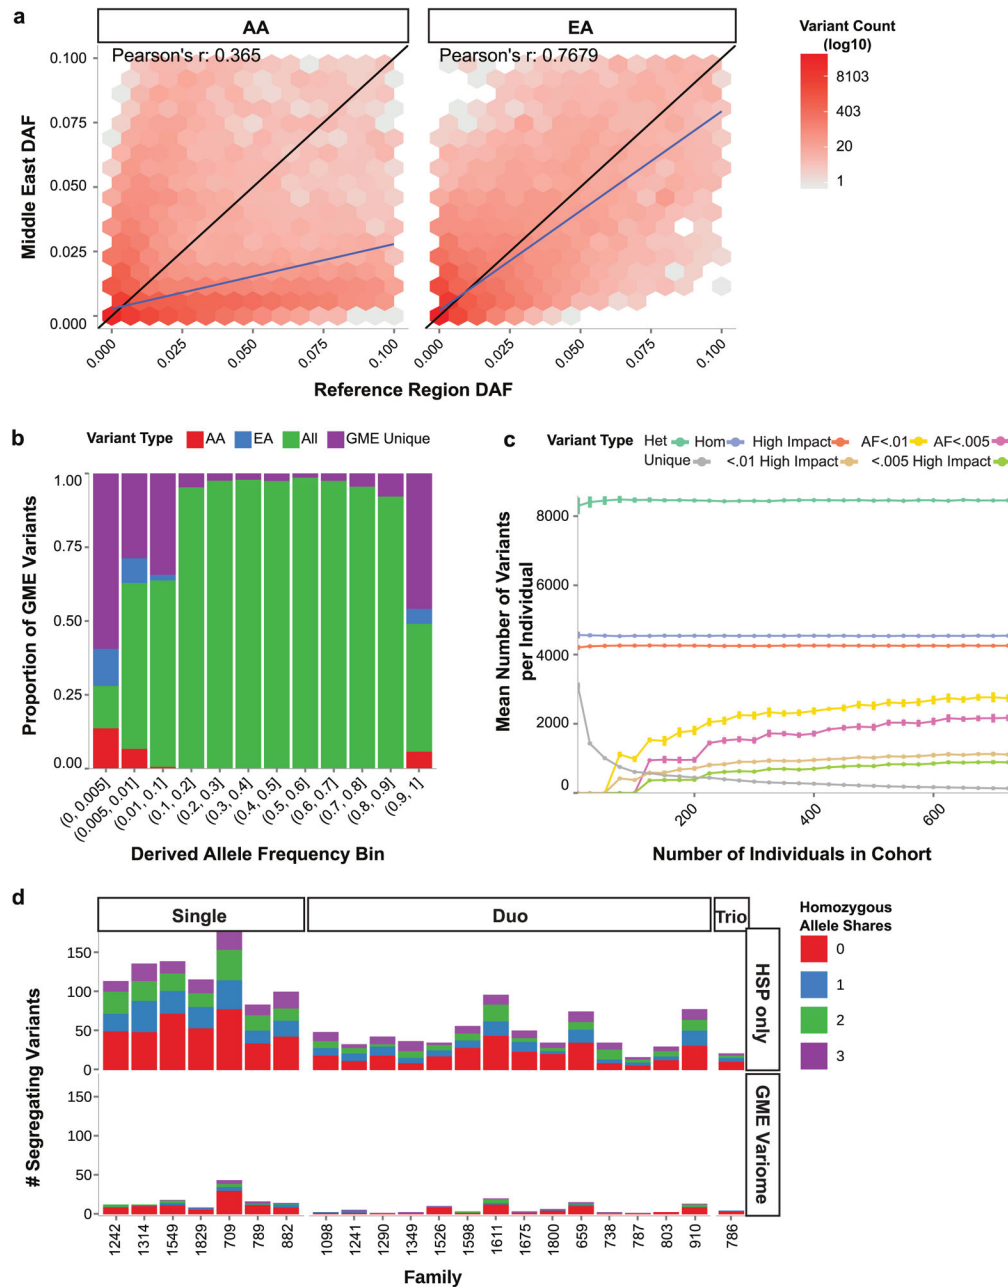 a
AA
EA
Pearson's r: 0.365
Pearson's r: 0.7679
Variant Count
(log10)
8103
403
20
1
Middle East DAF
0.100
0.075
0.050
0.025
0.000
0.000 0.025 0.050 0.075 0.100
0.000 0.025 0.050 0.075 0.100
Reference Region DAF
b
Variant Type AA EA All GME Unique
Proportion of GME Variants
1.00
0.75
0.50
0.25
0.00
(0, 0.005] (0.005, 0.01] (0.01, 0.1] (0.1, 0.2] (0.2, 0.3] (0.3, 0.4] (0.4, 0.5] (0.5, 0.6] (0.6, 0.7] (0.7, 0.8] (0.8, 0.9] (0.9, 1]
Derived Allele Frequency Bin
c
Variant Type Het Hom High Impact AF<.01 AF<.005
Unique <.01 High Impact <.005 High Impact
Mean Number of Variants
per Individual
8000
6000
4000
2000
0
200 400 600
Number of Individuals in Cohort
d
Single
Duo
Trio
Homozygous
Allele Shares
0
1
2
3
# Segregating Variants
150
100
50
0
HSP only
150
100
50
0
GME Variome
1242 1314 1549 1829 709 789 882 1098 1241 1290 1349 1526 1598 1611 1675 1800 659 738 787 803 910 786
Family